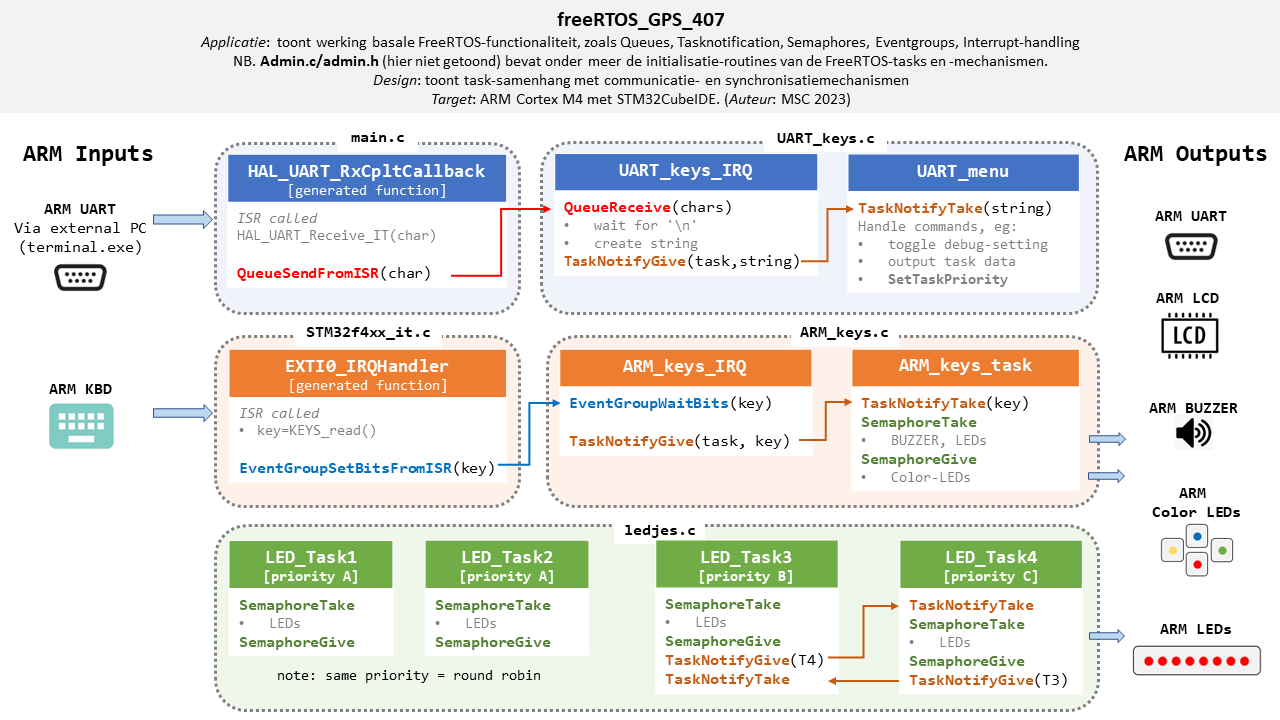 freeRTOS_GPS_407
Applicatie: toont werking basale FreeRTOS-functionaliteit, zoals Queues, Tasknotification, Semaphores, Eventgroups, Interrupt-handling
NB. Admin.c/admin.h (hier niet getoond) bevat onder meer de initialisatie-routines van de FreeRTOS-tasks en -mechanismen.
Design: toont task-samenhang met communicatie- en synchronisatiemechanismen
Target: ARM Cortex M4 met STM32CubeIDE. (Auteur: MSC 2023)
ARM Inputs
ARM UART
Via external PC
(terminal.exe)
ARM KBD
main.c
HAL_UART_RxCpltCallback
[generated function]
ISR called
HAL_UART_Receive_IT(char)
QueueSendFromISR(char)
UART_keys.c
UART_keys_IRQ
QueueReceive(chars)
• wait for '\n'
• create string
TaskNotifyGive(task,string)
UART_menu
TaskNotifyTake(string)
Handle commands, eg:
• toggle debug-setting
• output task data
• SetTaskPriority
STM32f4xx_it.c
EXTI0_IRQHandler
[generated function]
ISR called
• key=KEYS_read()
EventGroupSetBitsFromISR(key)
ARM_keys.c
ARM_keys_IRQ
EventGroupWaitBits(key)
TaskNotifyGive(task, key)
ARM_keys_task
TaskNotifyTake(key)
SemaphoreTake
• BUZZER, LEDs
SemaphoreGive
• Color-LEDs
ledjes.c
LED_Task1
[priority A]
SemaphoreTake
• LEDs
SemaphoreGive
LED_Task2
[priority A]
SemaphoreTake
• LEDs
SemaphoreGive
note: same priority = round robin
LED_Task3
[priority B]
SemaphoreTake
• LEDs
SemaphoreGive
TaskNotifyGive(T4)
TaskNotifyTake
LED_Task4
[priority C]
TaskNotifyTake
SemaphoreTake
• LEDs
SemaphoreGive
TaskNotifyGive(T3)
ARM Outputs
ARM UART
ARM LCD
LCD
ARM BUZZER
ARM
Color LEDs
ARM LEDs